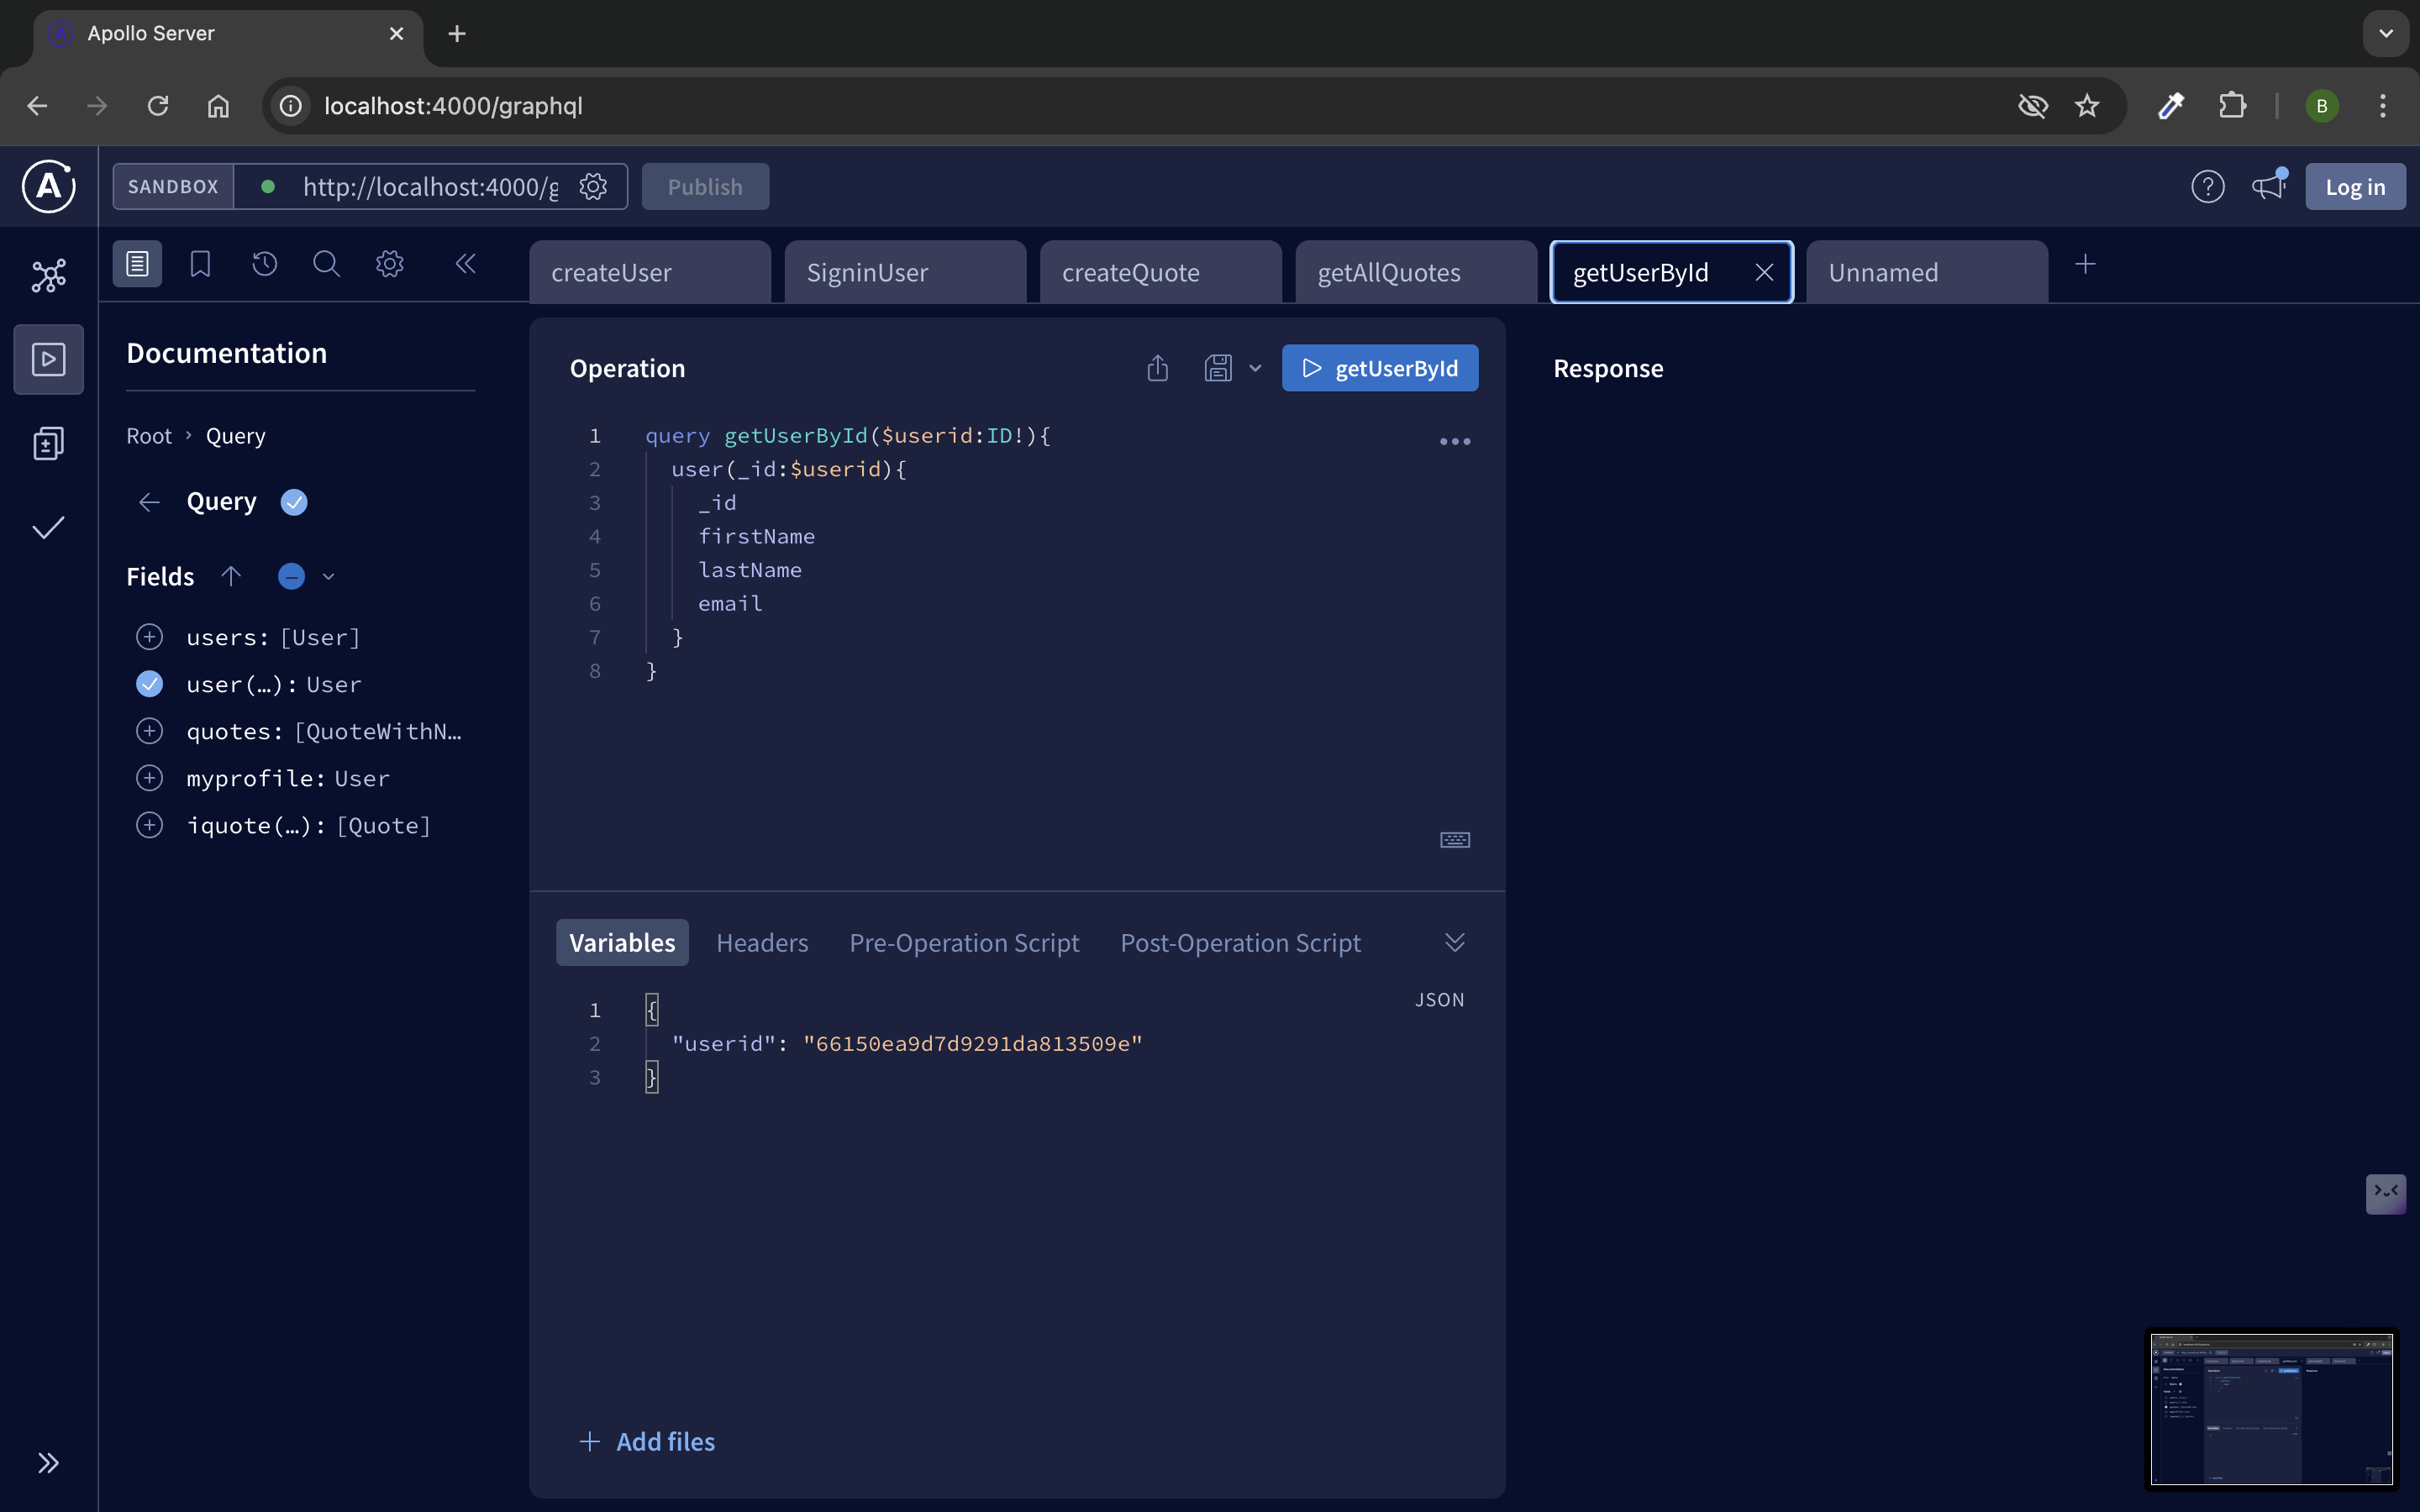 Apollo Server
localhost:4000/graphql
B
SANDBOX
http://localhost:4000/g
Publish
Log in
createUser
SigninUser
createQuote
getAllQuotes
getUserById
Unnamed
Documentation
Root › Query
Query
Fields
users: [User]
user(…): User
quotes: [QuoteWithN…
myprofile: User
iquote(…): [Quote]
Operation
getUserById
1 query getUserById($userid:ID!){
2 user(_id:$userid){
3 _id
4 firstName
5 lastName
6 email
7 }
8 }
Variables
Headers
Pre-Operation Script
Post-Operation Script
JSON
1 {
2 "userid": "66150ea9d7d9291da813509e"
3 }
+ Add files
Response